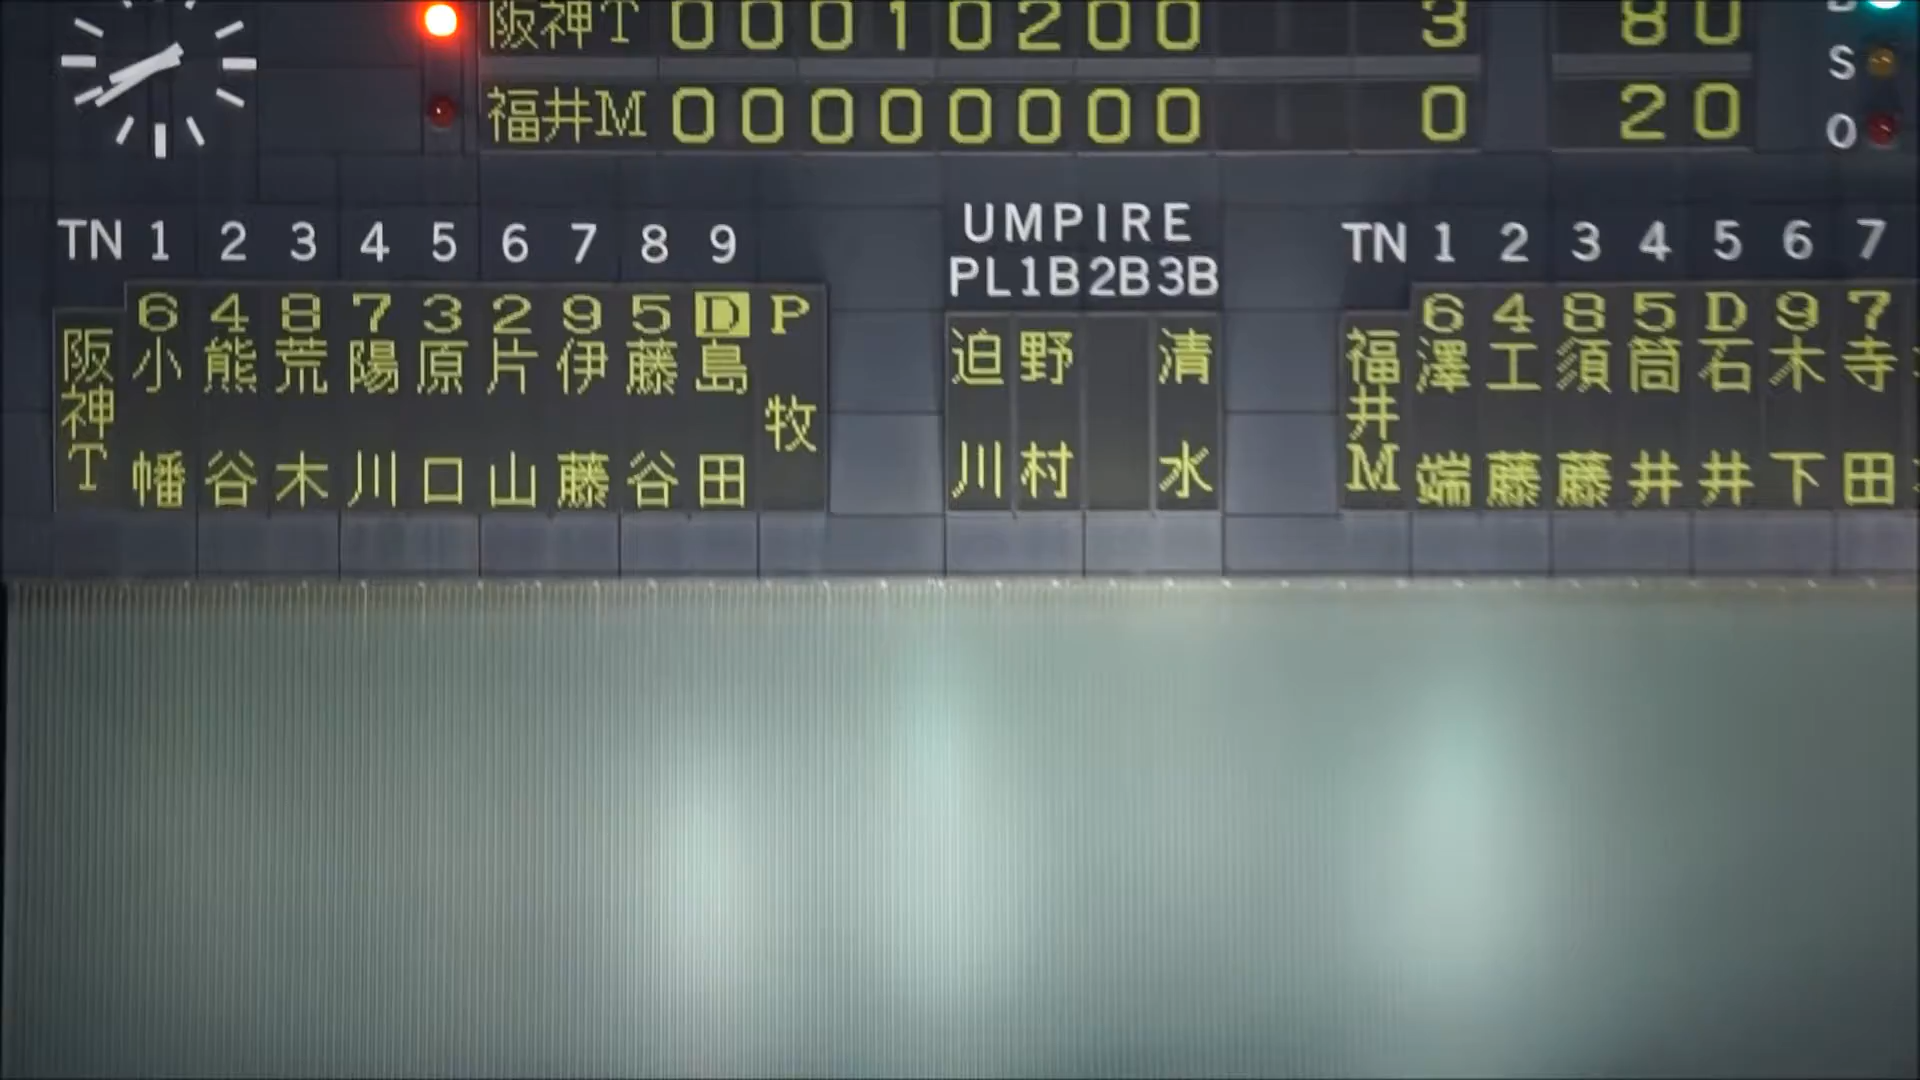 阪神T 0 0 0 1 0 2 0 0 3 8 0
福井M 0 0 0 0 0 0 0 0 0 2 0
S
O
UMPIRE
TN 1 2 3 4 5 6 7 8 9
PL 1B 2B 3B
TN 1 2 3 4 5 6 7
阪神T
6 小幡
4 熊谷
8 荒木
7 陽川
3 原口
2 片山
9 伊藤
5 藤谷
D 島田
P 牧
迫川
野村
清水
福井M
6 澤端
4 工藤
8 須藤
5 筒井
D 石井
9 木下
7 寺田